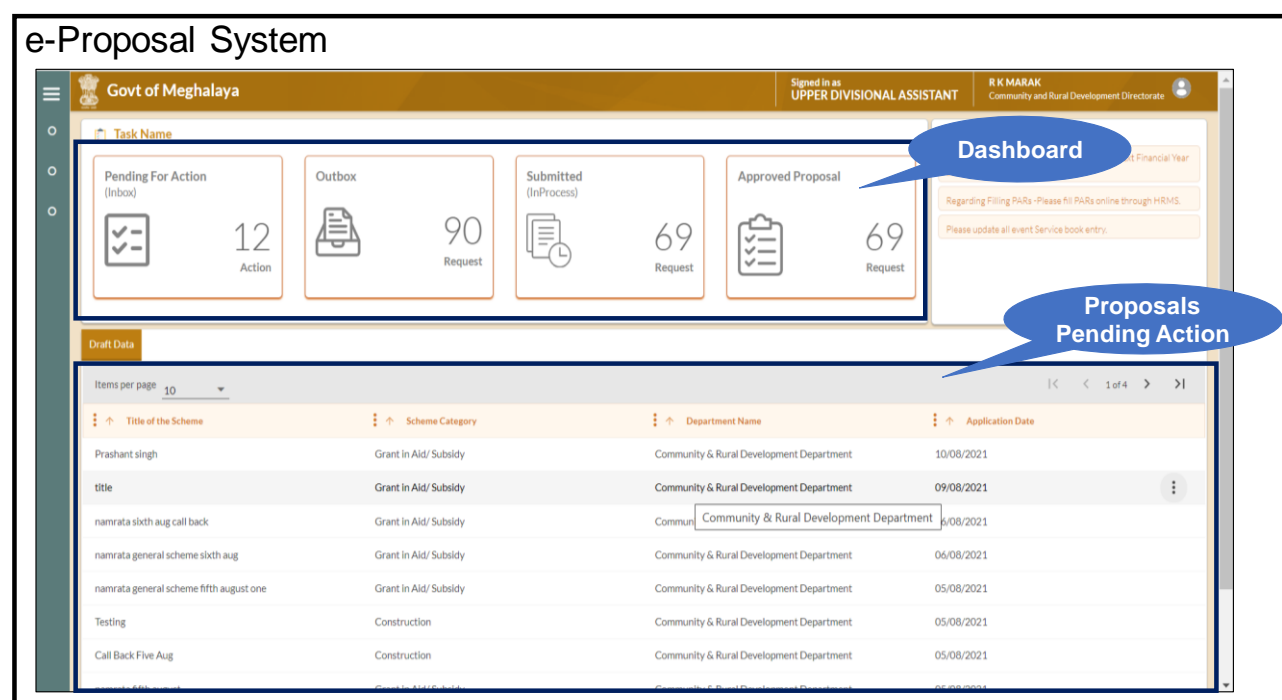 e-Proposal System
Govt of Meghalaya
Signed in as
UPPER DIVISIONAL ASSISTANT
R K MARAK
Community and Rural Development Directorate
Task Name
Dashboard
Pending For Action
(Inbox)
12
Action
Outbox
90
Request
Submitted
(InProcess)
69
Request
Approved Proposal
69
Request
Financial Year
Regarding Filling PARs -Please fill PARs online through HRMS.
Please update all event Service book entry.
Proposals
Pending Action
Draft Data
Items per page 10
1 of 4
Title of the Scheme Scheme Category Department Name Application Date
Prashant singh Grant in Aid/ Subsidy Community & Rural Development Department 10/08/2021
title Grant in Aid/ Subsidy Community & Rural Development Department 09/08/2021
Community & Rural Development Department
namrata sixth aug call back Grant in Aid/ Subsidy Commun 6/08/2021
namrata general scheme sixth aug Grant in Aid/ Subsidy Community & Rural Development Department 06/08/2021
namrata general scheme fifth august one Grant in Aid/ Subsidy Community & Rural Development Department 05/08/2021
Testing Construction Community & Rural Development Department 05/08/2021
Call Back Five Aug Construction Community & Rural Development Department 05/08/2021